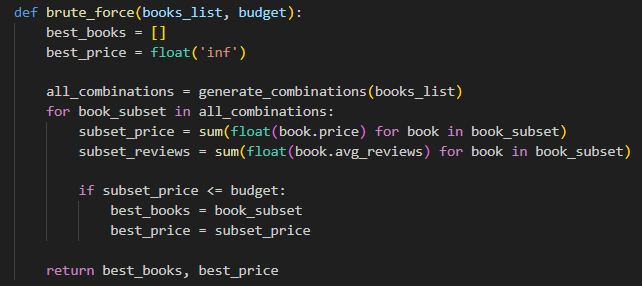 def brute_force(books_list, budget):
    best_books = []
    best_price = float('inf')

    all_combinations = generate_combinations(books_list)
    for book_subset in all_combinations:
        subset_price = sum(float(book.price) for book in book_subset)
        subset_reviews = sum(float(book.avg_reviews) for book in book_subset)

        if subset_price <= budget:
            best_books = book_subset
            best_price = subset_price

    return best_books, best_price